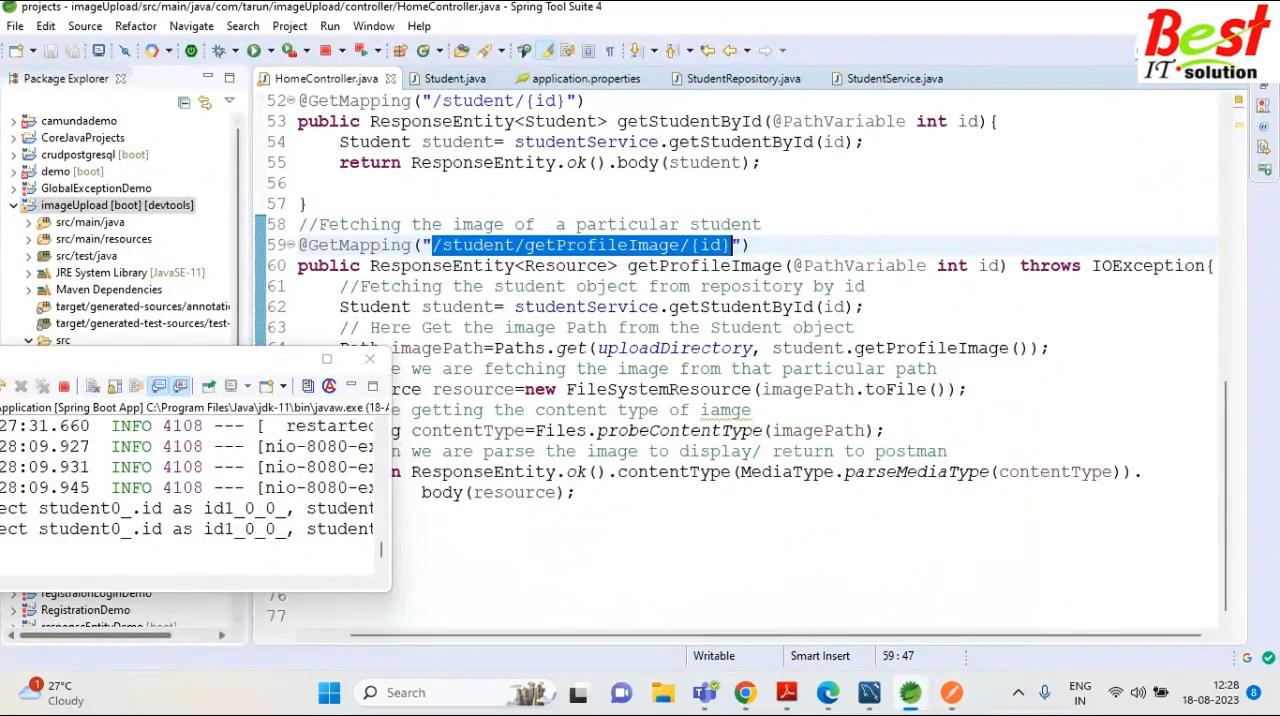 projects - imageUpload/src/main/java/com/tarun/imageUpload/controller/HomeController.java - Spring Tool Suite 4
File Edit Source Refactor Navigate Search Project Run Window Help
Best
IT solution
Package Explorer
HomeController.java Student.java application.properties StudentRepository.java StudentService.java
camundademo
CoreJavaProjects
crudpostgresql [boot]
demo [boot]
GlobalExceptionDemo
imageUpload [boot] [devtools]
src/main/java
src/main/resources
src/test/java
JRE System Library [JavaSE-11]
Maven Dependencies
target/generated-sources/annotatio
target/generated-test-sources/test-
src
52 @GetMapping("/student/{id}")
53 public ResponseEntity<Student> getStudentById(@PathVariable int id){
54 Student student= studentService.getStudentById(id);
55 return ResponseEntity.ok().body(student);
56
57 }
58 //Fetching the image of a particular student
59 @GetMapping("/student/getProfileImage/{id}")
60 public ResponseEntity<Resource> getProfileImage(@PathVariable int id) throws IOException{
61 //Fetching the student object from repository by id
62 Student student= studentService.getStudentById(id);
63 // Here Get the image Path from the Student object
imagePath=Paths.get(uploadDirectory, student.getProfileImage());
we are fetching the image from that particular path
resource=new FileSystemResource(imagePath.toFile());
getting the content type of iamge
contentType=Files.probeContentType(imagePath);
we are parse the image to display/ return to postman
ResponseEntity.ok().contentType(MediaType.parseMediaType(contentType)).
body(resource);
77
Application [Spring Boot App] C:\Program Files\Java\jdk-11\bin\javaw.exe (18-A
27:31.660 INFO 4108 --- [ restarted
28:09.927 INFO 4108 --- [nio-8080-ex
28:09.931 INFO 4108 --- [nio-8080-ex
28:09.945 INFO 4108 --- [nio-8080-ex
ect student0_.id as id1_0_0_, student
ect student0_.id as id1_0_0_, student
RegistrationDemo
Writable Smart Insert 59 : 47
1
27°C
Cloudy
Search
ENG
IN
12:28
18-08-2023
8